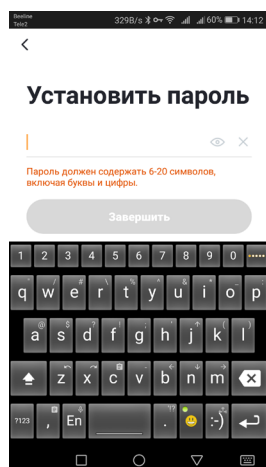 Beeline
Tele2
329B/s 60% 14:12
Установить пароль
Пароль должен содержать 6-20 символов,
включая буквы и цифры.
Завершить
1 2 3 4 5 6 7 8 9 0
q w e r t y u i o p
a s d f g h j k l
z x c v b n m
?123 , En . :-)